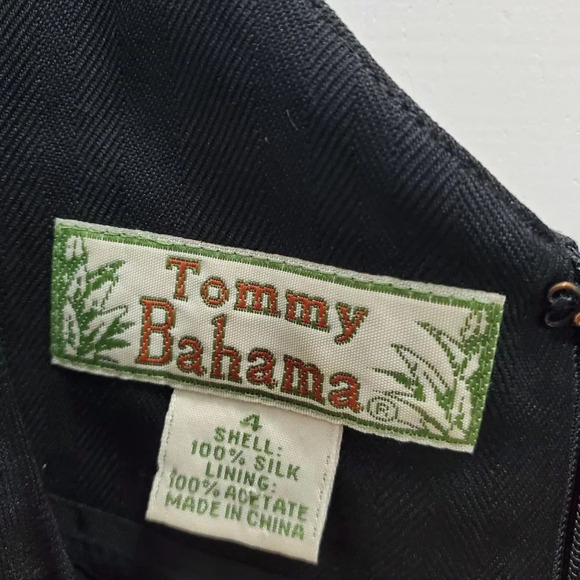 Tommy
Bahama®
4
SHELL:
100% SILK
LINING:
100% ACETATE
MADE IN CHINA